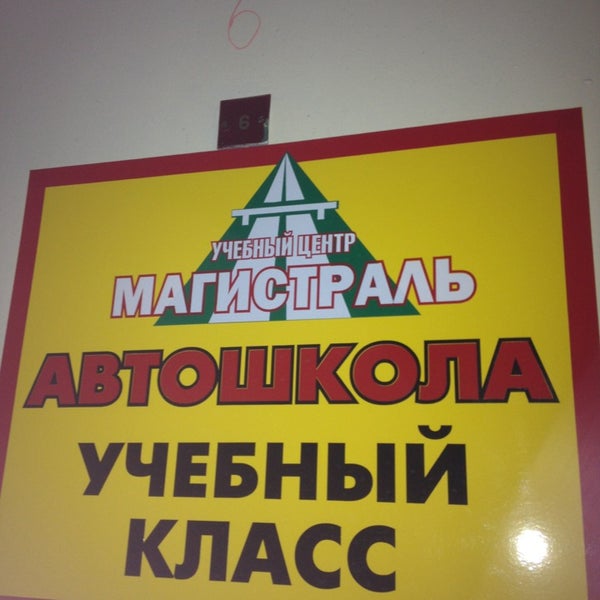 6
6
УЧЕБНЫЙ ЦЕНТР
МАГИСТРАЛЬ
АВТОШКОЛА
УЧЕБНЫЙ
КЛАСС